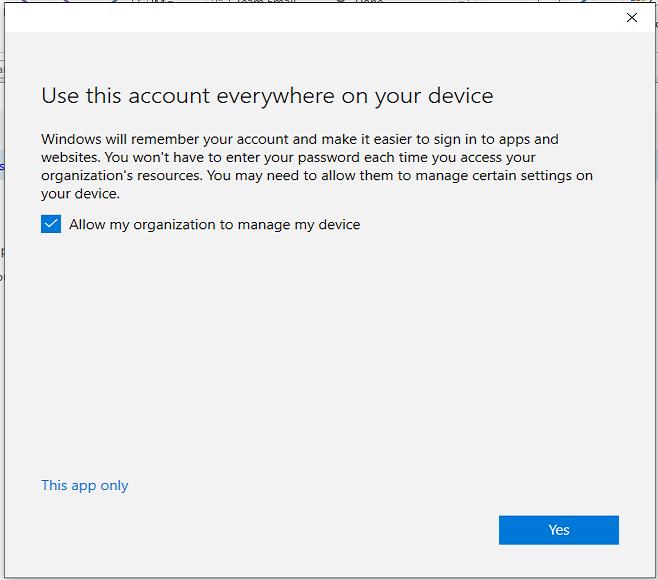 Team Email
Done
Use this account everywhere on your device
Windows will remember your account and make it easier to sign in to apps and
websites. You won't have to enter your password each time you access your
organization's resources. You may need to allow them to manage certain settings on
your device.
Allow my organization to manage my device
This app only
Yes